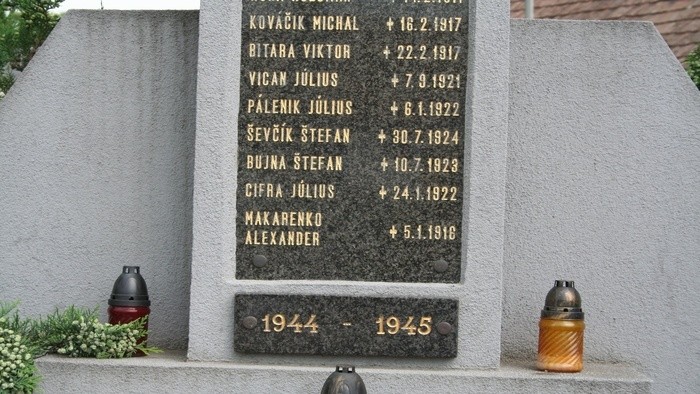 KOVÁČIK MICHAL + 16.2.1917
BITARA VIKTOR + 22.2.1917
VICAN JÚLIUS + 7.9.1921
PÁLENIK JÚLIUS + 6.1.1922
ŠEVČÍK ŠTEFAN + 30.7.1924
BUJNA ŠTEFAN + 10.7.1923
CIFRA JÚLIUS + 24.1.1922
MAKARENKO
ALEXANDER + 5.1.1916
1944 - 1945